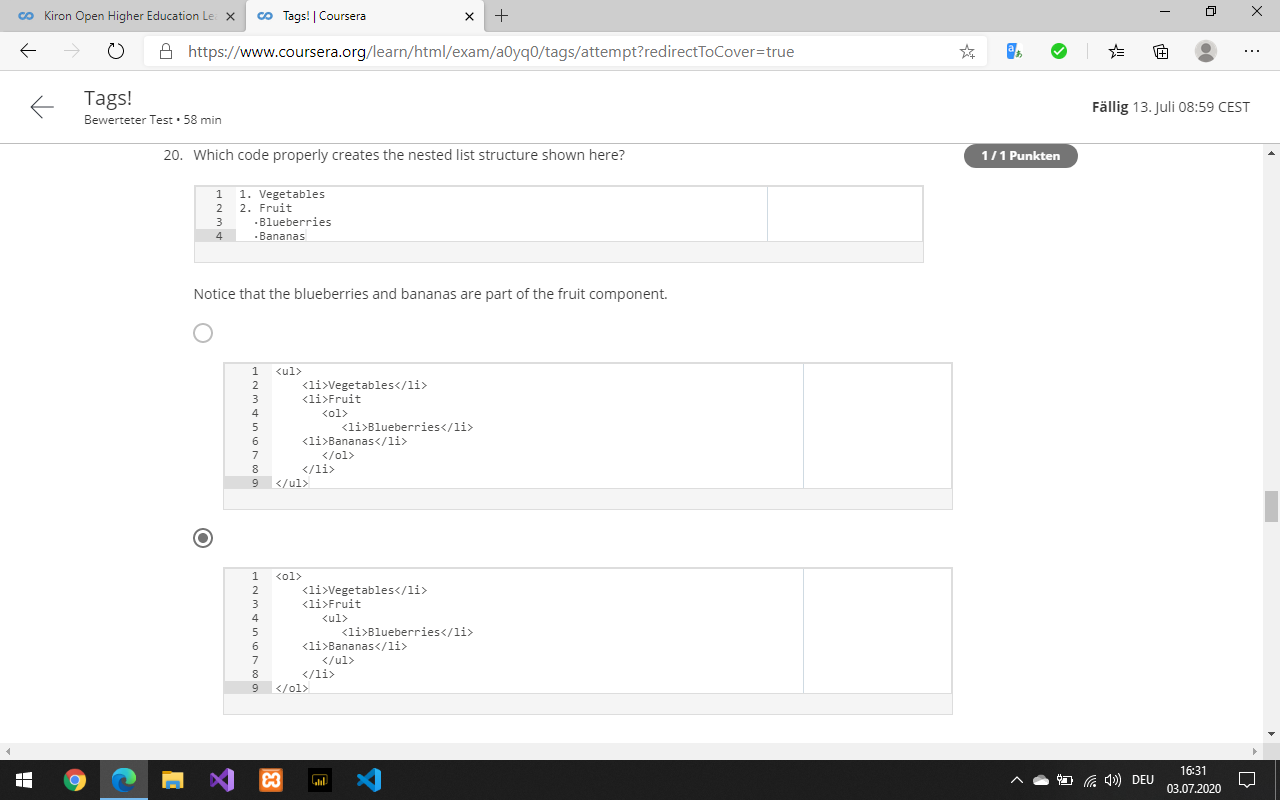 Kiron Open Higher Education Le
Tags! | Coursera
https://www.coursera.org/learn/html/exam/a0yq0/tags/attempt?redirectToCover=true
Tags!
Bewerteter Test • 58 min
Fällig 13. Juli 08:59 CEST
20. Which code properly creates the nested list structure shown here?
1 / 1 Punkten
1 1. Vegetables
2 2. Fruit
3 ·Blueberries
4 ·Bananas
Notice that the blueberries and bananas are part of the fruit component.
1 <ul>
2 <li>Vegetables</li>
3 <li>Fruit
4 <ol>
5 <li>Blueberries</li>
6 <li>Bananas</li>
7 </ol>
8 </li>
9 </ul>
1 <ol>
2 <li>Vegetables</li>
3 <li>Fruit
4 <ul>
5 <li>Blueberries</li>
6 <li>Bananas</li>
7 </ul>
8 </li>
9 </ol>
DEU
16:31
03.07.2020